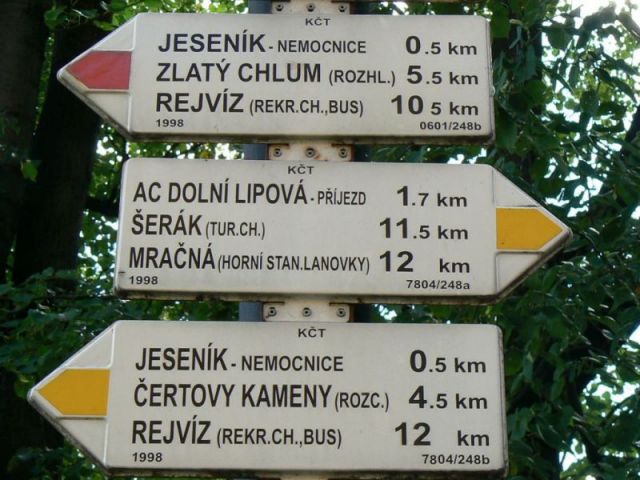 KČT
JESENÍK - NEMOCNICE 0.5 km
ZLATÝ CHLUM (ROZHL.) 5.5 km
REJVÍZ (REKR.CH.,BUS) 10 5 km
1998 0601/248b
KČT
AC DOLNÍ LIPOVÁ - PŘÍJEZD 1.7 km
ŠERÁK (TUR.CH.) 11.5 km
MRAČNÁ (HORNÍ STAN.LANOVKY) 12 km
1998 7804/248a
KČT
JESENÍK - NEMOCNICE 0.5 km
ČERTOVY KAMENY (ROZC.) 4.5 km
REJVÍZ (REKR.CH.,BUS) 12 km
1998 7804/248b